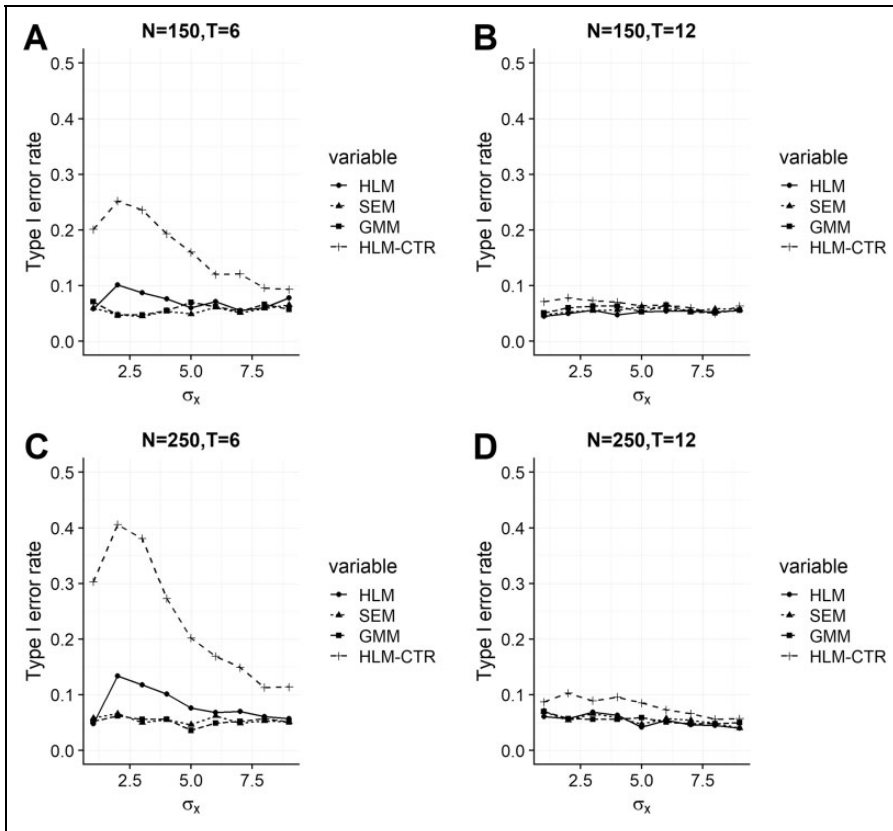 A
N=150,T=6
Type I error rate
0.5
0.4
0.3
0.2
0.1
0.0
2.5 5.0 7.5
σx
variable
HLM
SEM
GMM
HLM-CTR
B
N=150,T=12
Type I error rate
0.5
0.4
0.3
0.2
0.1
0.0
2.5 5.0 7.5
σx
variable
HLM
SEM
GMM
HLM-CTR
C
N=250,T=6
Type I error rate
0.5
0.4
0.3
0.2
0.1
0.0
2.5 5.0 7.5
σx
variable
HLM
SEM
GMM
HLM-CTR
D
N=250,T=12
Type I error rate
0.5
0.4
0.3
0.2
0.1
0.0
2.5 5.0 7.5
σx
variable
HLM
SEM
GMM
HLM-CTR